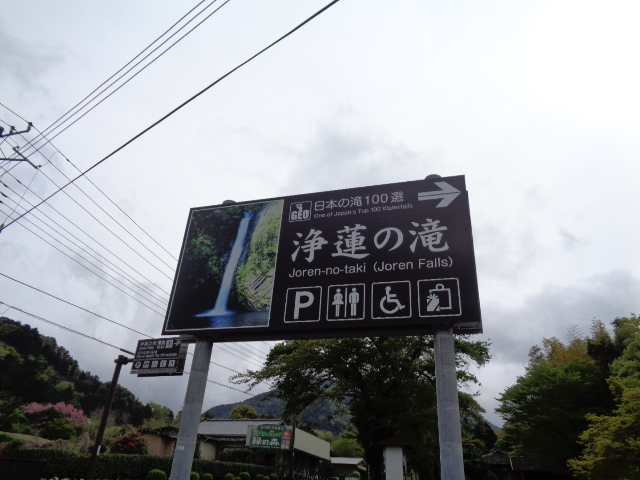 GEO
日本の滝100選
One of Japan's Top 100 Waterfalls
浄蓮の滝
Joren-no-taki (Joren Falls)
P